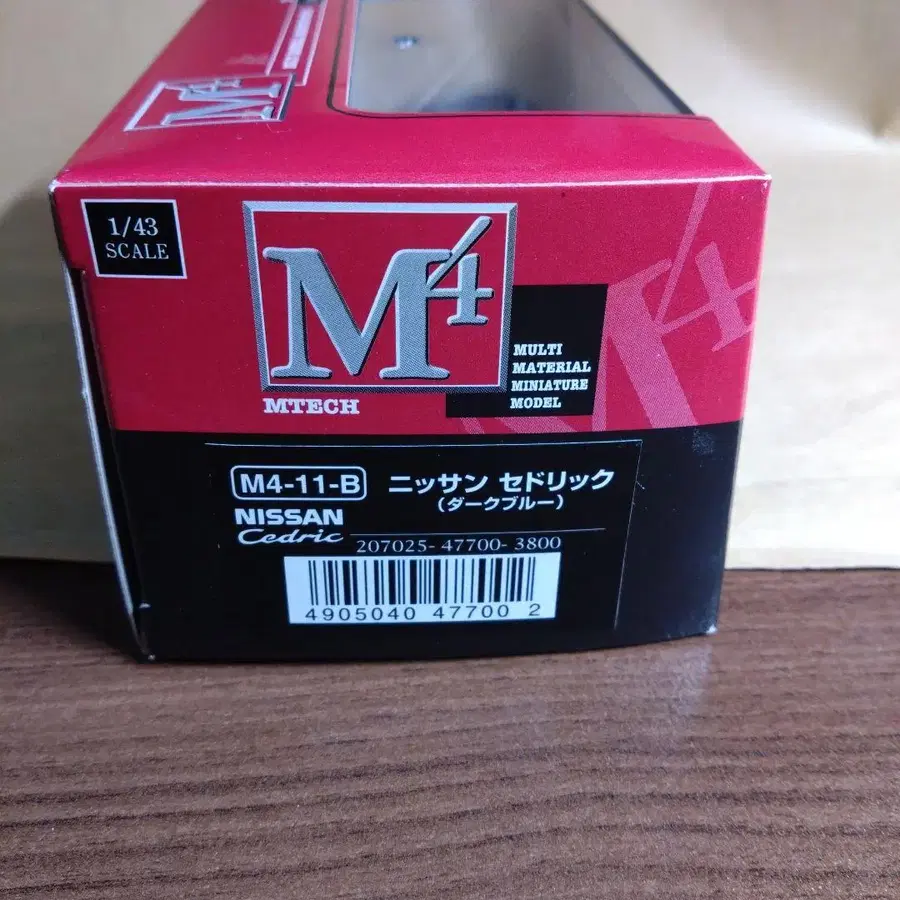 M4
1/43
SCALE
M4
MULTI
MATERIAL
MINIATURE
MODEL
MTECH
M4
M4-11-B ニッサン セドリック
(ダークブルー)
NISSAN
Cedric 207025-47700-3800
4905040 47700 2